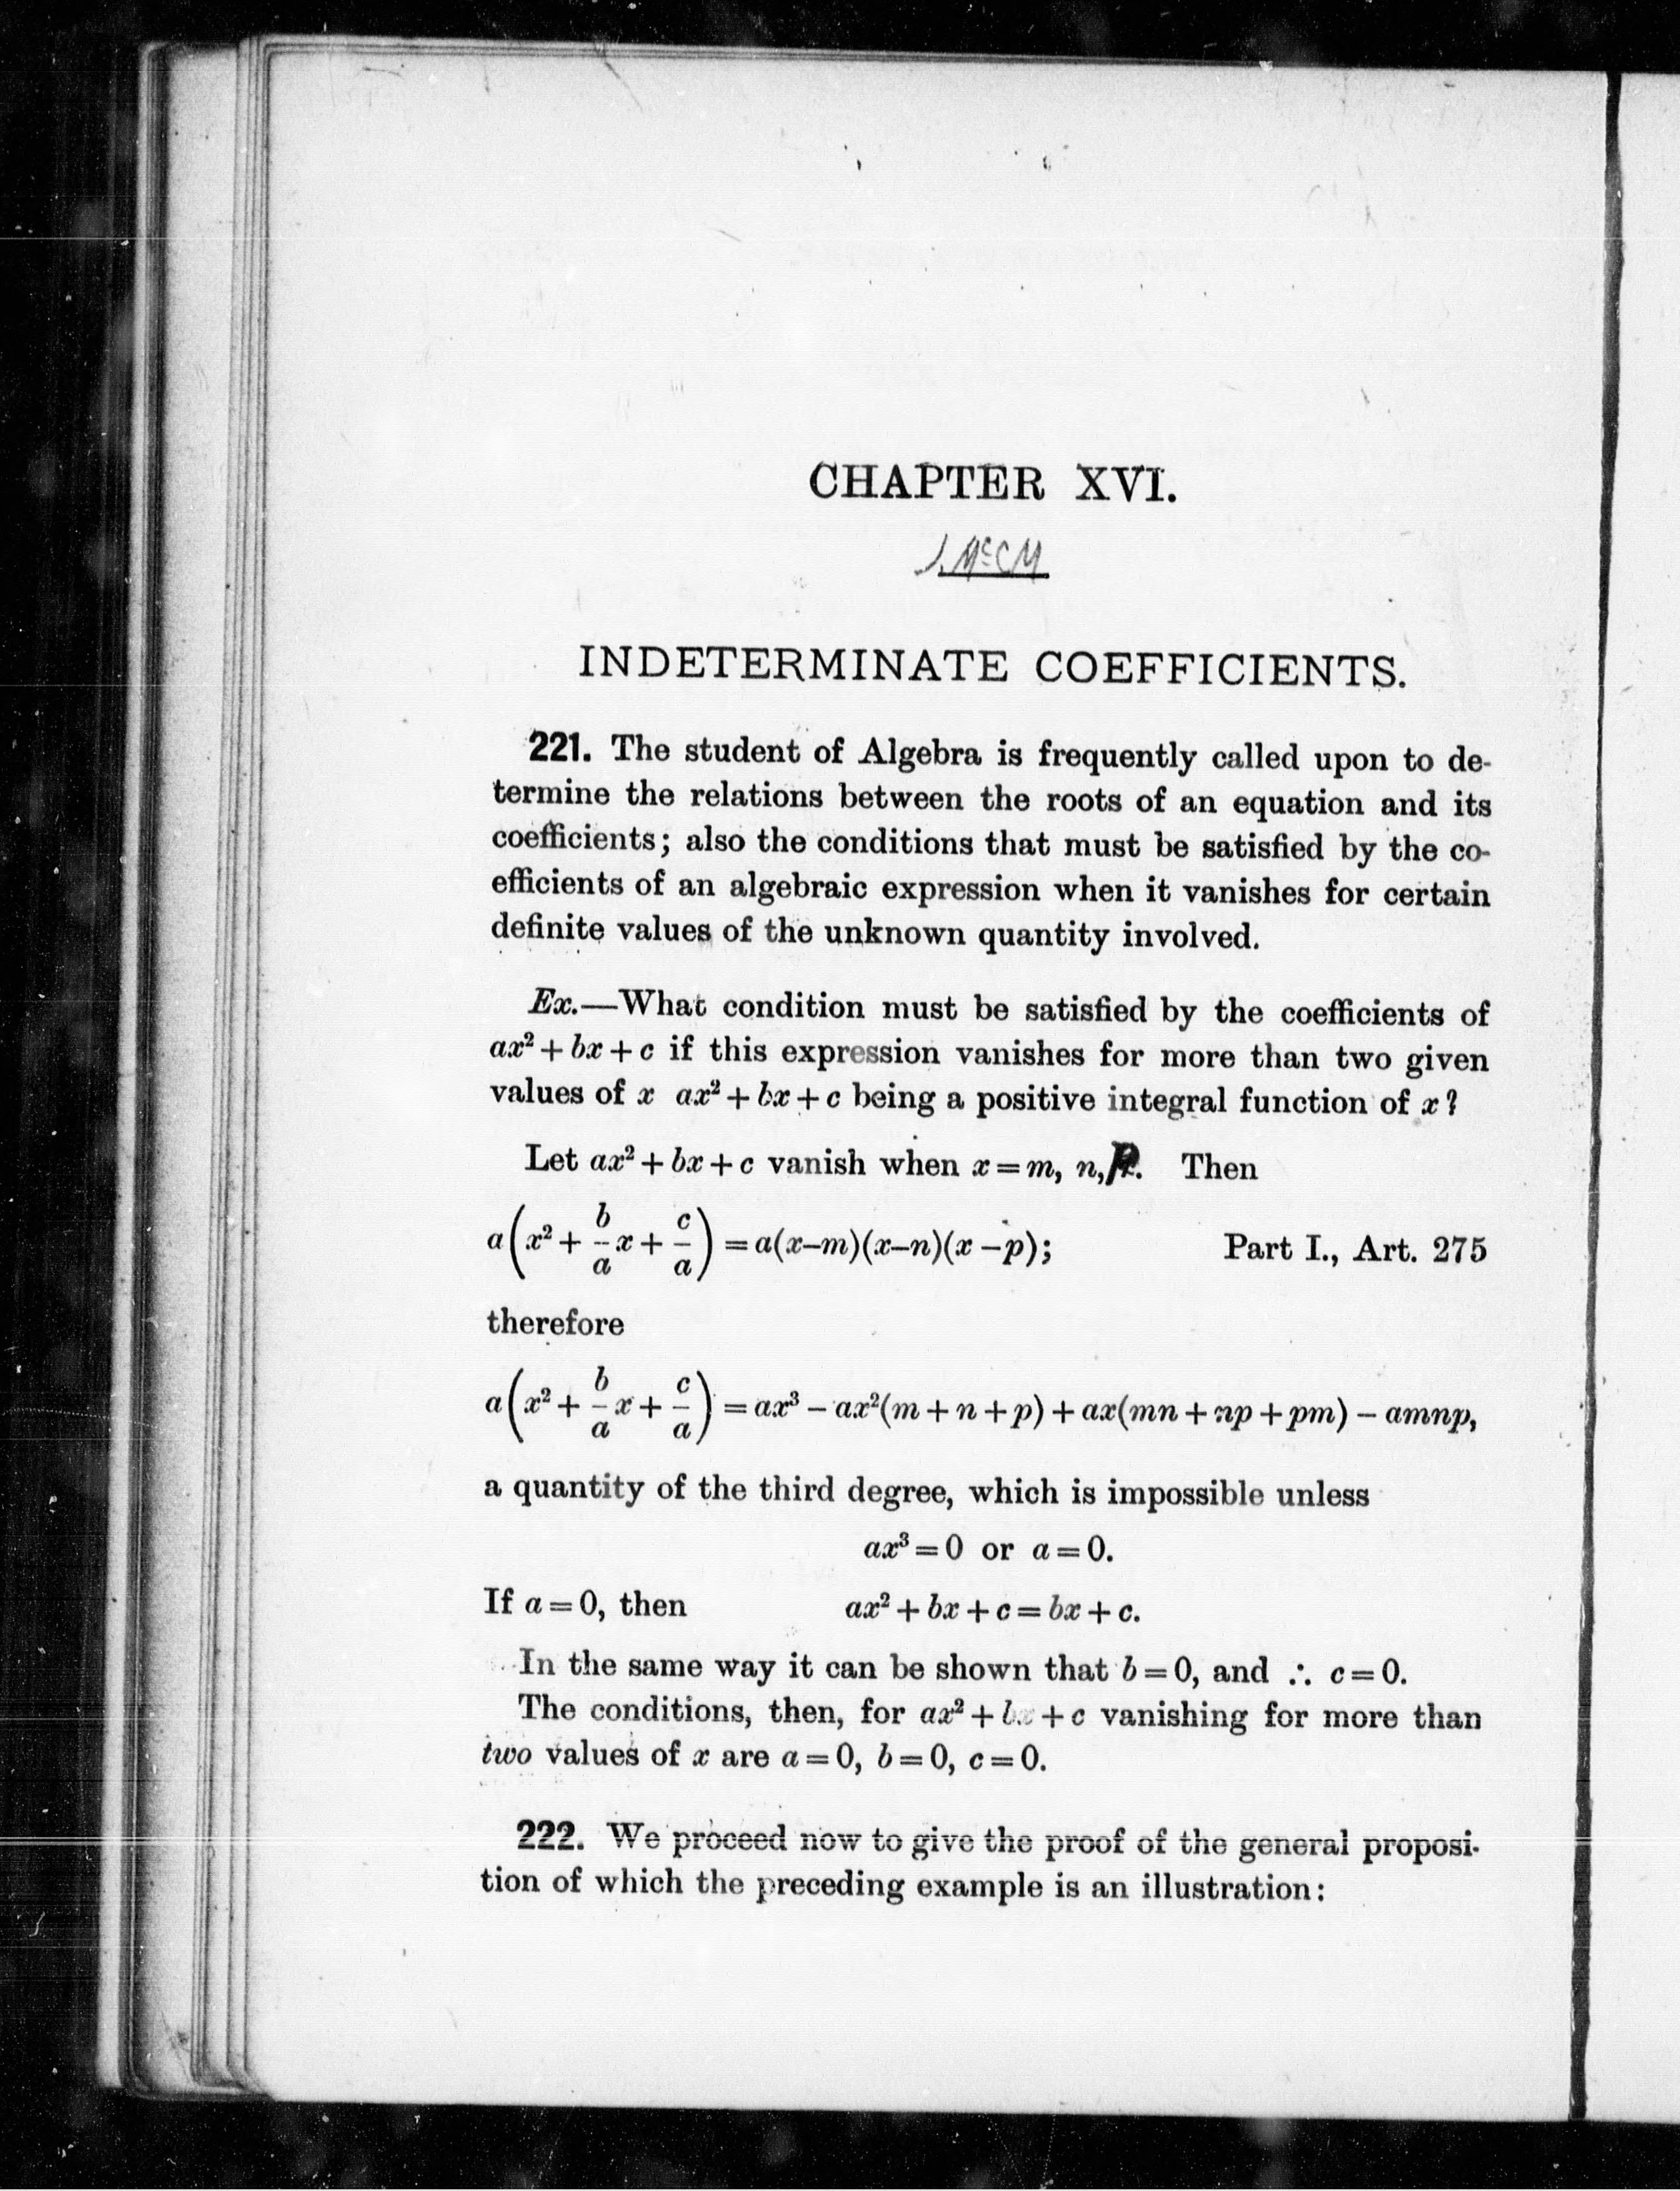 CHAPTER XVI.
J. McCM
INDETERMINATE COEFFICIENTS.
221. The student of Algebra is frequently called upon to de-
termine the relations between the roots of an equation and its
coefficients; also the conditions that must be satisfied by the co-
efficients of an algebraic expression when it vanishes for certain
definite values of the unknown quantity involved.
Ex.—What condition must be satisfied by the coefficients of
ax² + bx + c if this expression vanishes for more than two given
values of x ax² + bx + c being a positive integral function of x?
Let ax² + bx + c vanish when x = m, n, p. Then
a(x² + b/a x + c/a) = a(x–m)(x–n)(x–p); Part I., Art. 275
therefore
a(x² + b/a x + c/a) = ax³ – ax²(m + n + p) + ax(mn + np + pm) – amnp,
a quantity of the third degree, which is impossible unless
ax³ = 0 or a = 0.
If a = 0, then ax² + bx + c = bx + c.
In the same way it can be shown that b = 0, and ∴ c = 0.
The conditions, then, for ax² + bx + c vanishing for more than
two values of x are a = 0, b = 0, c = 0.
222. We proceed now to give the proof of the general proposi-
tion of which the preceding example is an illustration: